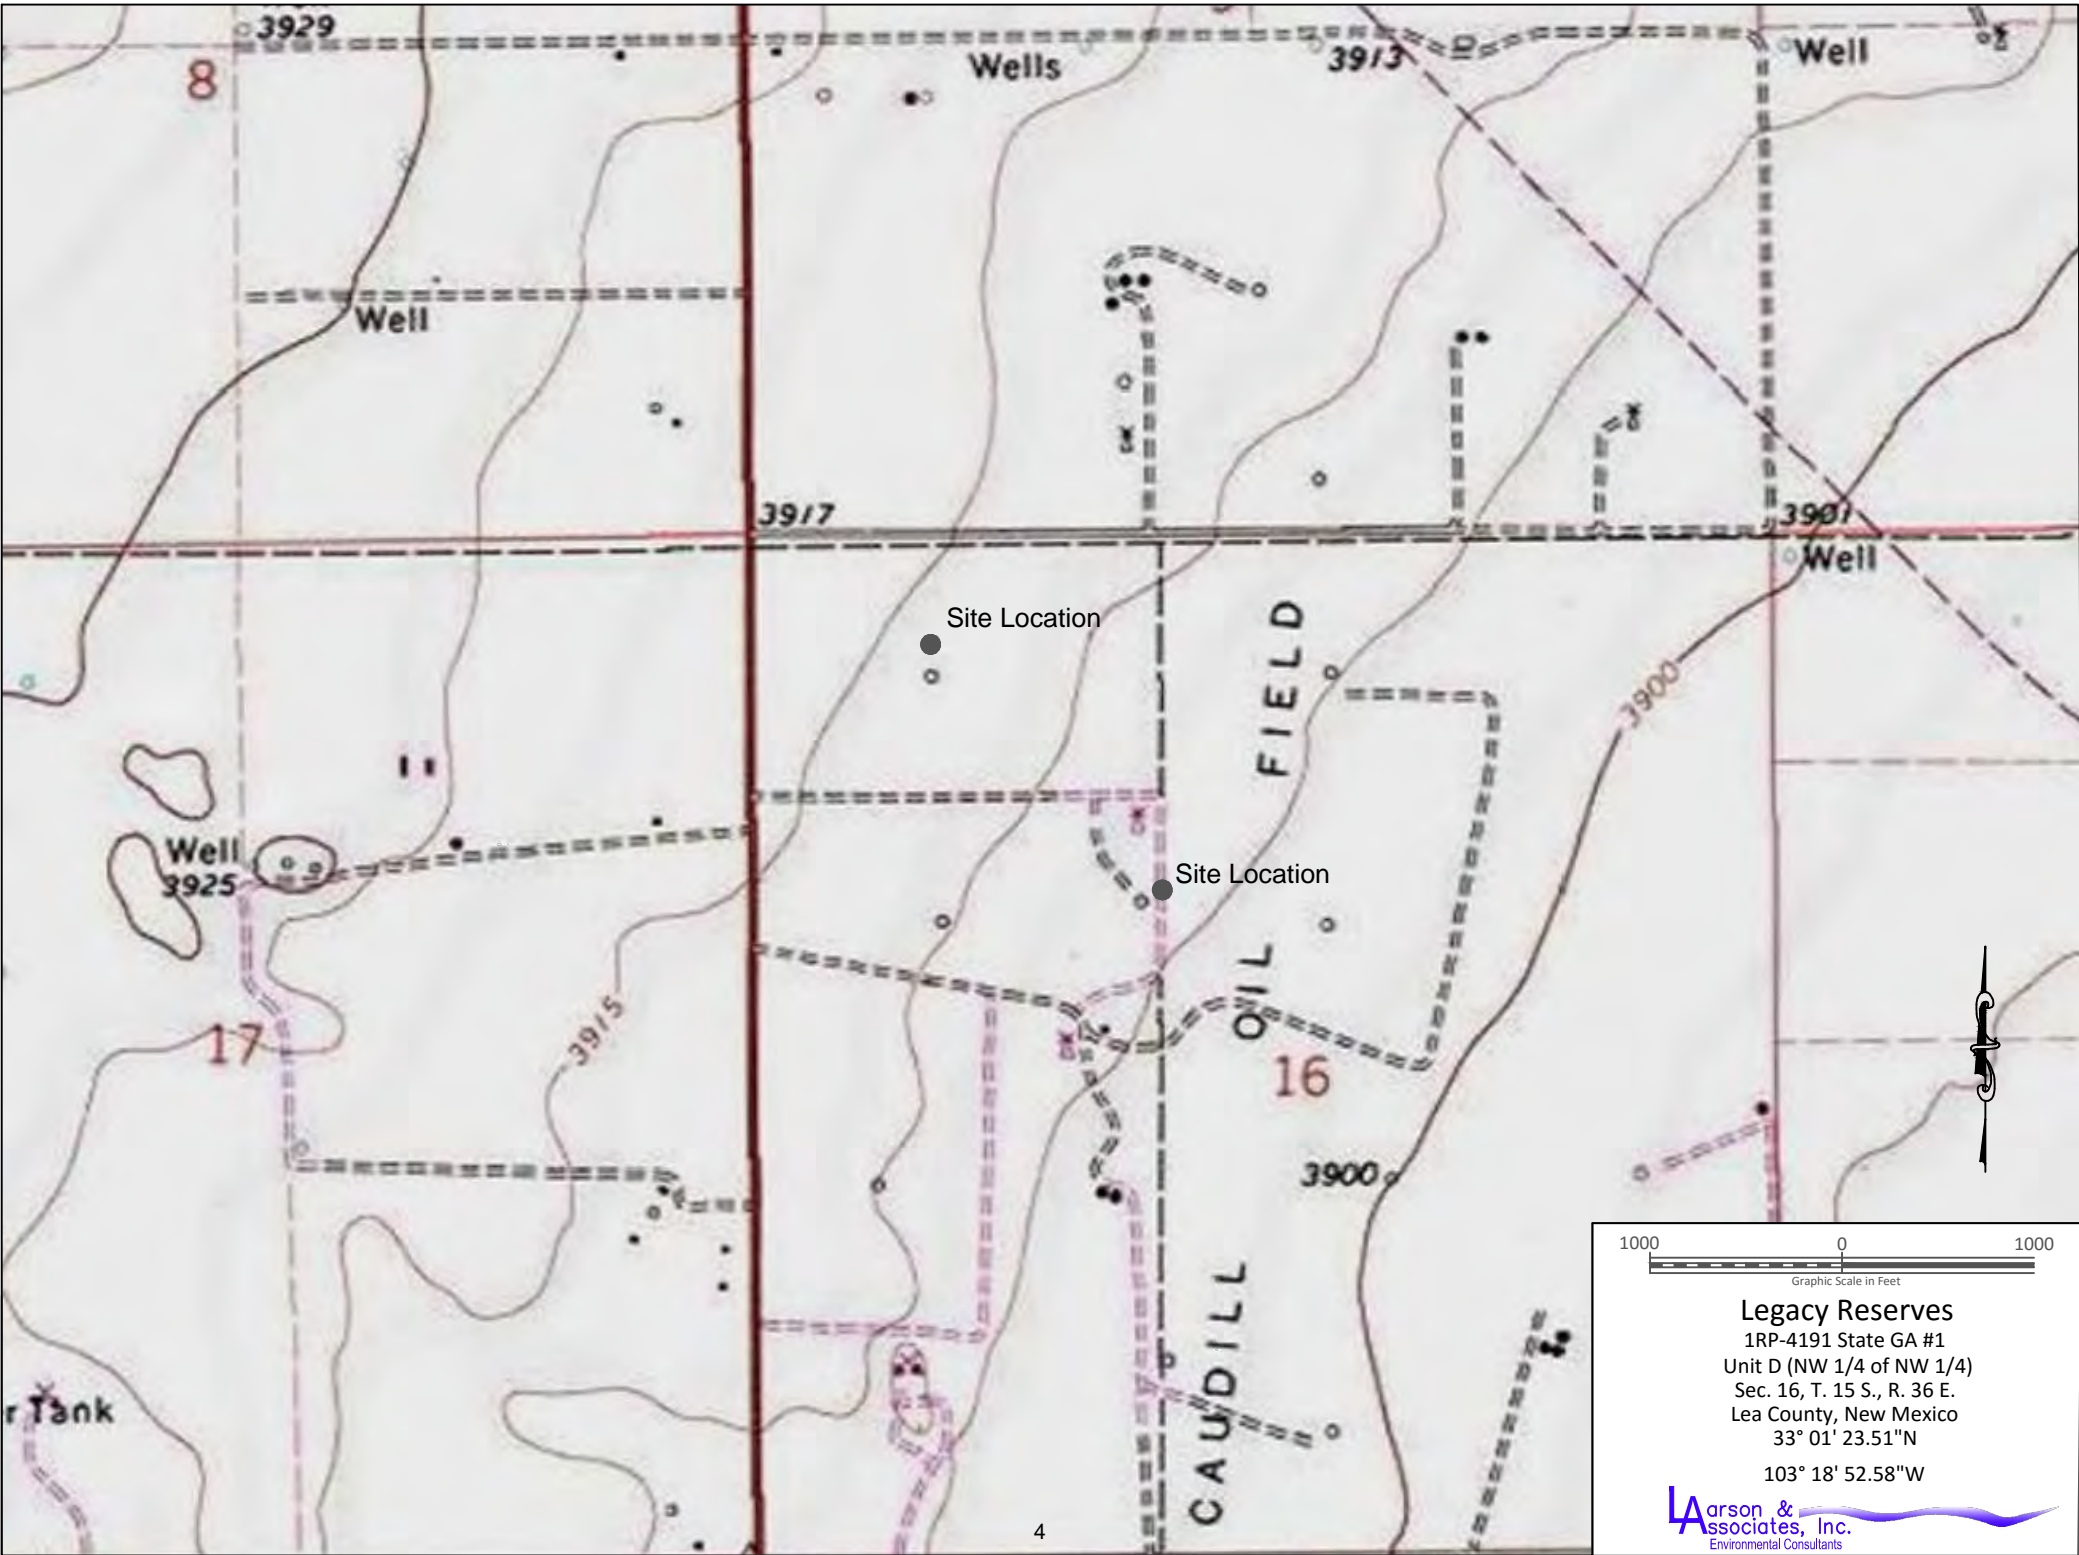 3929
8
Wells
3913
Well
Well
3917
3907
Well
Site Location
FIELD
3900
Well
3925
Site Location
OIL
3915
17
16
3900
CAUDILL
r Tank
4
1000 0 1000
Graphic Scale in Feet
Legacy Reserves
1RP-4191 State GA #1
Unit D (NW 1/4 of NW 1/4)
Sec. 16, T. 15 S., R. 36 E.
Lea County, New Mexico
33° 01' 23.51"N
103° 18' 52.58"W
Larson &
Associates, Inc.
Environmental Consultants